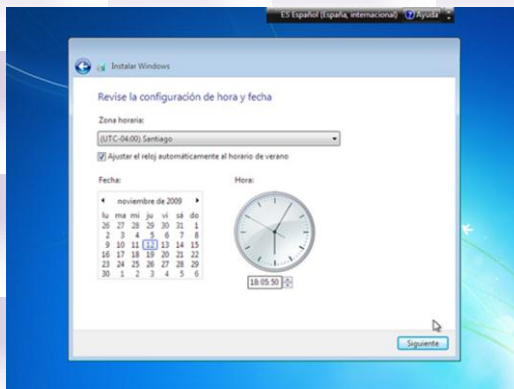 ES Español (España, internacional) Ayuda
Instalar Windows
Revise la configuración de hora y fecha
Zona horaria:
(UTC-04:00) Santiago
Ajustar el reloj automáticamente al horario de verano
Fecha:
Hora:
noviembre de 2009
lu ma mi ju vi sá do
26 27 28 29 30 31 1
2 3 4 5 6 7 8
9 10 11 12 13 14 15
16 17 18 19 20 21 22
23 24 25 26 27 28 29
30 1 2 3 4 5 6
18:05:50
Siguiente